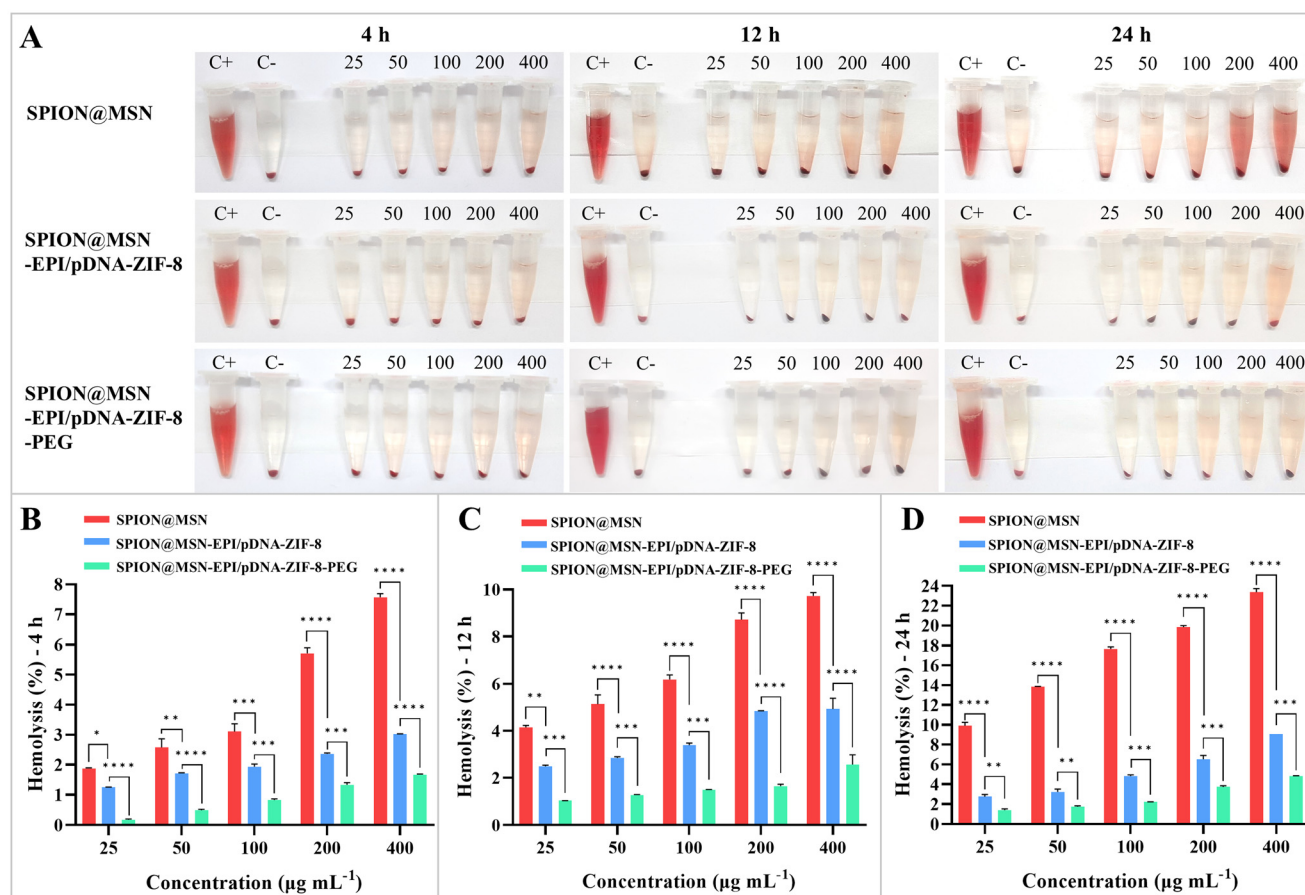 A
4 h
12 h
24 h
C+ C- 25 50 100 200 400
C+ C- 25 50 100 200 400
C+ C- 25 50 100 200 400
SPION@MSN
C+ C- 25 50 100 200 400
C+ C- 25 50 100 200 400
C+ C- 25 50 100 200 400
SPION@MSN
-EPI/pDNA-ZIF-8
C+ C- 25 50 100 200 400
C+ C- 25 50 100 200 400
C+ C- 25 50 100 200 400
SPION@MSN
-EPI/pDNA-ZIF-8
-PEG
B
SPION@MSN
SPION@MSN-EPI/pDNA-ZIF-8
SPION@MSN-EPI/pDNA-ZIF-8-PEG
Hemolysis (%) - 4 h
8
7
6
5
4
3
2
1
0
* **** ** **** *** *** **** *** **** ****
25 50 100 200 400
Concentration (µg mL⁻¹)
C
SPION@MSN
SPION@MSN-EPI/pDNA-ZIF-8
SPION@MSN-EPI/pDNA-ZIF-8-PEG
Hemolysis (%) - 12 h
10
8
6
4
2
0
** *** **** *** **** *** **** **** **** ****
25 50 100 200 400
Concentration (µg mL⁻¹)
D
SPION@MSN
SPION@MSN-EPI/pDNA-ZIF-8
SPION@MSN-EPI/pDNA-ZIF-8-PEG
Hemolysis (%) - 24 h
24
22
20
18
16
14
12
10
8
6
4
2
0
**** ** **** ** **** *** **** *** **** ***
25 50 100 200 400
Concentration (µg mL⁻¹)